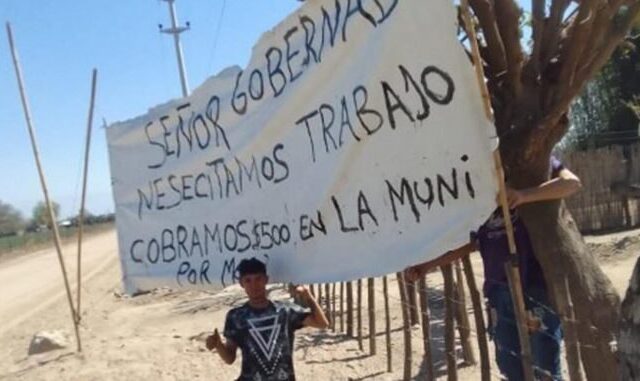 SEÑOR GOBERNAD
NESECITAMOS TRABAJO
COBRAMOS $500 EN LA MUNI
POR